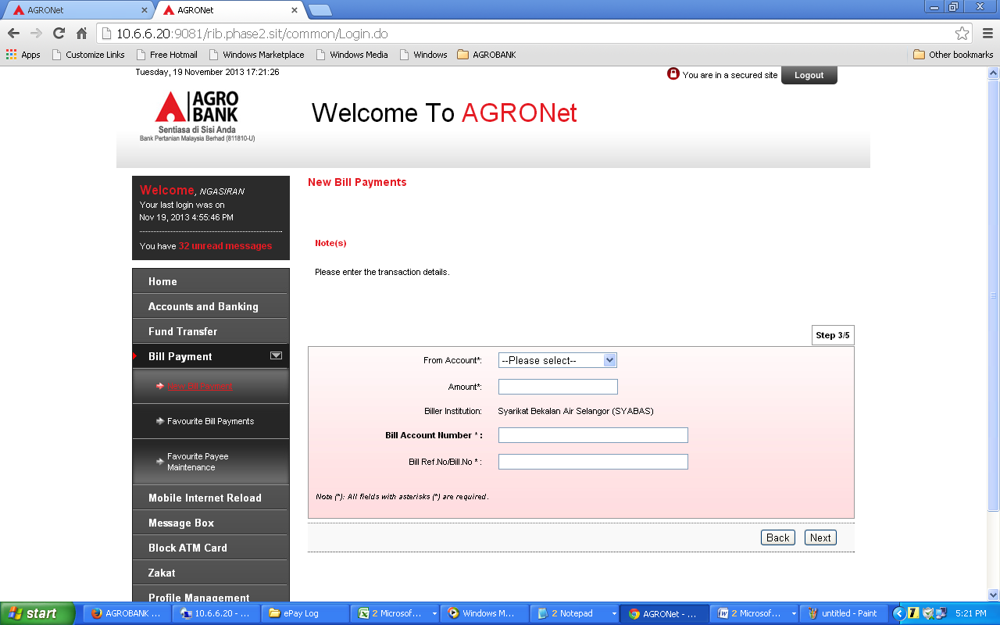 AGRONet
AGRONet
10.6.6.20:9081/rib.phase2.sit/common/Login.do
Apps Customize Links Free Hotmail Windows Marketplace Windows Media Windows AGROBANK Other bookmarks
Tuesday, 19 November 2013 17:21:26
You are in a secured site Logout
AGRO
BANK
Sentiasa di Sisi Anda
Bank Pertanian Malaysia Berhad (811810-U)
Welcome To AGRONet
Welcome, NGASIRAN
Your last login was on
Nov 19, 2013 4:55:46 PM
You have 32 unread messages
Home
Accounts and Banking
Fund Transfer
Bill Payment
New Bill Payment
Favourite Bill Payments
Favourite Payee
Maintenance
Mobile Internet Reload
Message Box
Block ATM Card
Zakat
Profile Management
New Bill Payments
Note(s)
Please enter the transaction details.
Step 3/5
From Account*: --Please select--
Amount*:
Biller Institution: Syarikat Bekalan Air Selangor (SYABAS)
Bill Account Number * :
Bill Ref.No/Bill.No * :
Note (*): All fields with asterisks (*) are required.
Back Next
start AGROBANK ... 10.6.6.20 - ... ePay Log 2 Microsof... Windows M... 2 Notepad AGRONet - ... 2 Microsof... untitled - Paint 5:21 PM